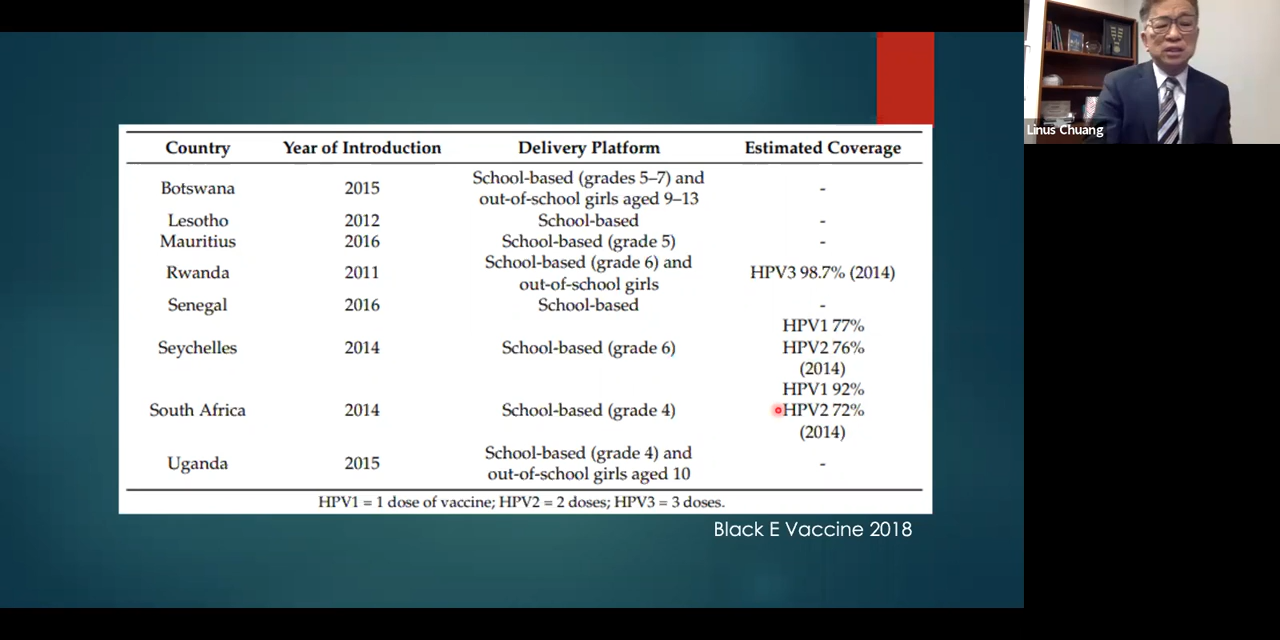 Country Year of Introduction Delivery Platform Estimated Coverage
Botswana 2015 School-based (grades 5–7) and out-of-school girls aged 9–13 -
Lesotho 2012 School-based -
Mauritius 2016 School-based (grade 5) -
Rwanda 2011 School-based (grade 6) and out-of-school girls HPV3 98.7% (2014)
Senegal 2016 School-based -
Seychelles 2014 School-based (grade 6) HPV1 77% HPV2 76% (2014)
South Africa 2014 School-based (grade 4) HPV1 92% HPV2 72% (2014)
Uganda 2015 School-based (grade 4) and out-of-school girls aged 10 -
HPV1 = 1 dose of vaccine; HPV2 = 2 doses; HPV3 = 3 doses.
Black E Vaccine 2018
Linus Chuang